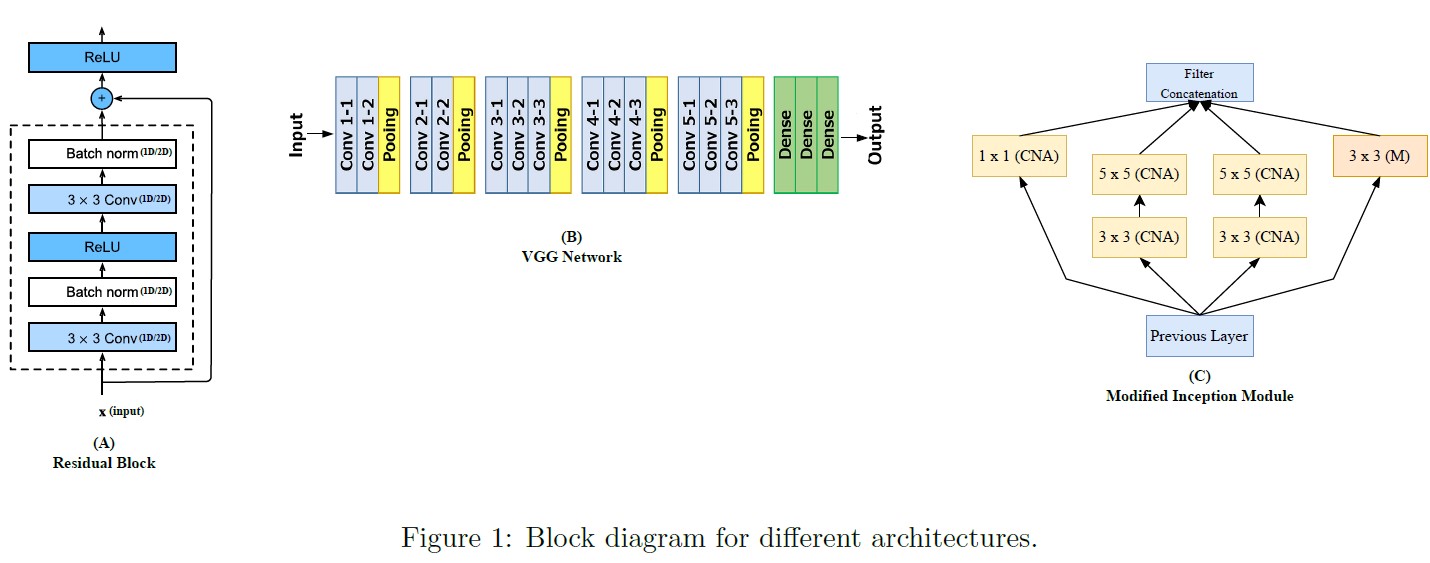 ReLU
+
Batch norm (1D/2D)
3 × 3 Conv (1D/2D)
ReLU
Batch norm (1D/2D)
3 × 3 Conv (1D/2D)
x (input)
(A)
Residual Block
Input
Conv 1-1
Conv 1-2
Pooing
Conv 2-1
Conv 2-2
Pooing
Conv 3-1
Conv 3-2
Conv 3-3
Pooing
Conv 4-1
Conv 4-2
Conv 4-3
Pooing
Conv 5-1
Conv 5-2
Conv 5-3
Pooing
Dense
Dense
Dense
Output
(B)
VGG Network
Filter
Concatenation
1 x 1 (CNA)
5 x 5 (CNA)
5 x 5 (CNA)
3 x 3 (M)
3 x 3 (CNA)
3 x 3 (CNA)
Previous Layer
(C)
Modified Inception Module
Figure 1: Block diagram for different architectures.